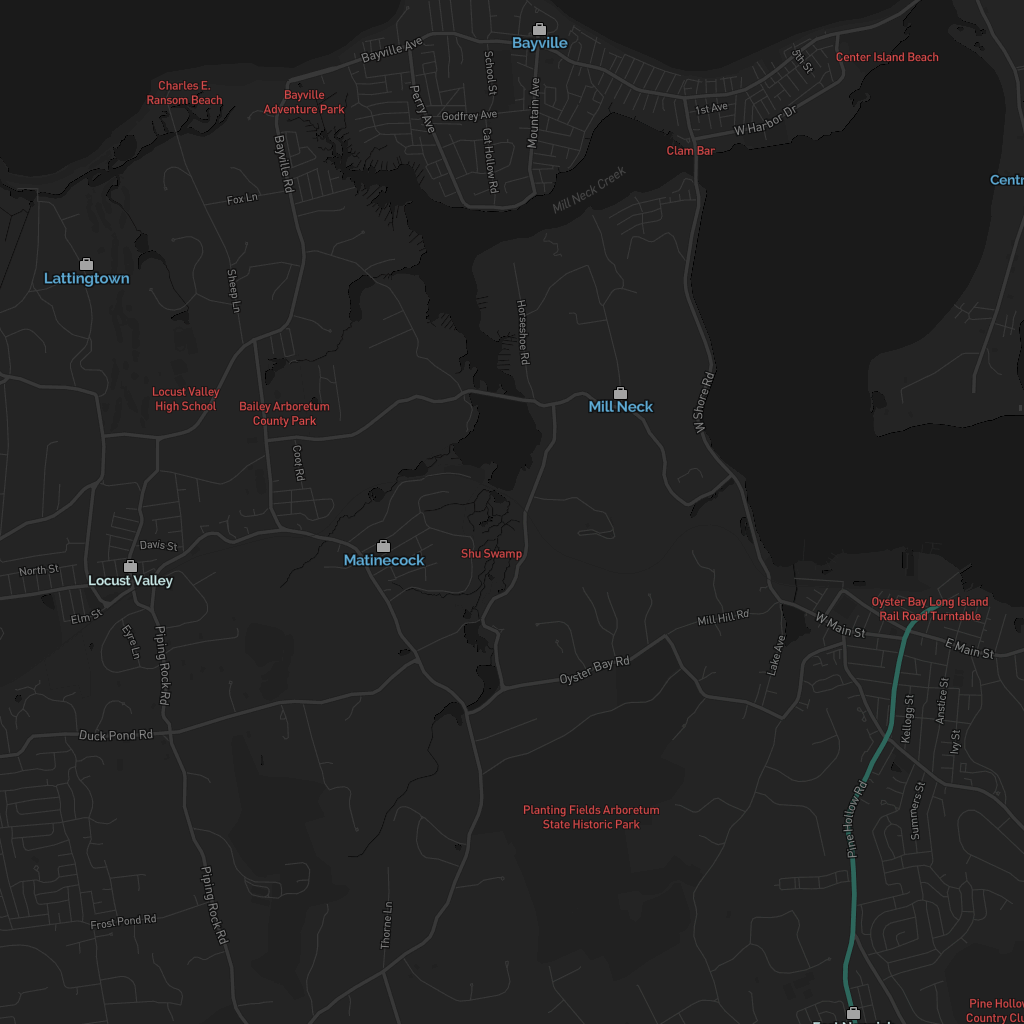 Bayville
Bayville Ave
School St
5th St
Center Island Beach
Charles E.
Ransom Beach
Bayville
Adventure Park
Perry Ave
Godfrey Ave
Mountain Ave
1st Ave
W Harbor Dr
Bayville Rd
Cat Hollow Rd
Clam Bar
Fox Ln
Mill Neck Creek
Centr
Lattingtown
Sheep Ln
Horseshoe Rd
Locust Valley
High School
Bailey Arboretum
County Park
Mill Neck
W Shore Rd
Coot Rd
Davis St
Matinecock
Shu Swamp
North St
Locust Valley
Elm St
Eyre Ln
Piping Rock Rd
Mill Hill Rd
Oyster Bay Rd
Lake Ave
W Main St
Oyster Bay Long Island
Rail Road Turntable
E Main St
Kellogg St
Anstice St
Ivy St
Duck Pond Rd
Planting Fields Arboretum
State Historic Park
Pine Hollow Rd
Summers St
Piping Rock Rd
Frost Pond Rd
Thorne Ln
Pine Hollow
Country Clu